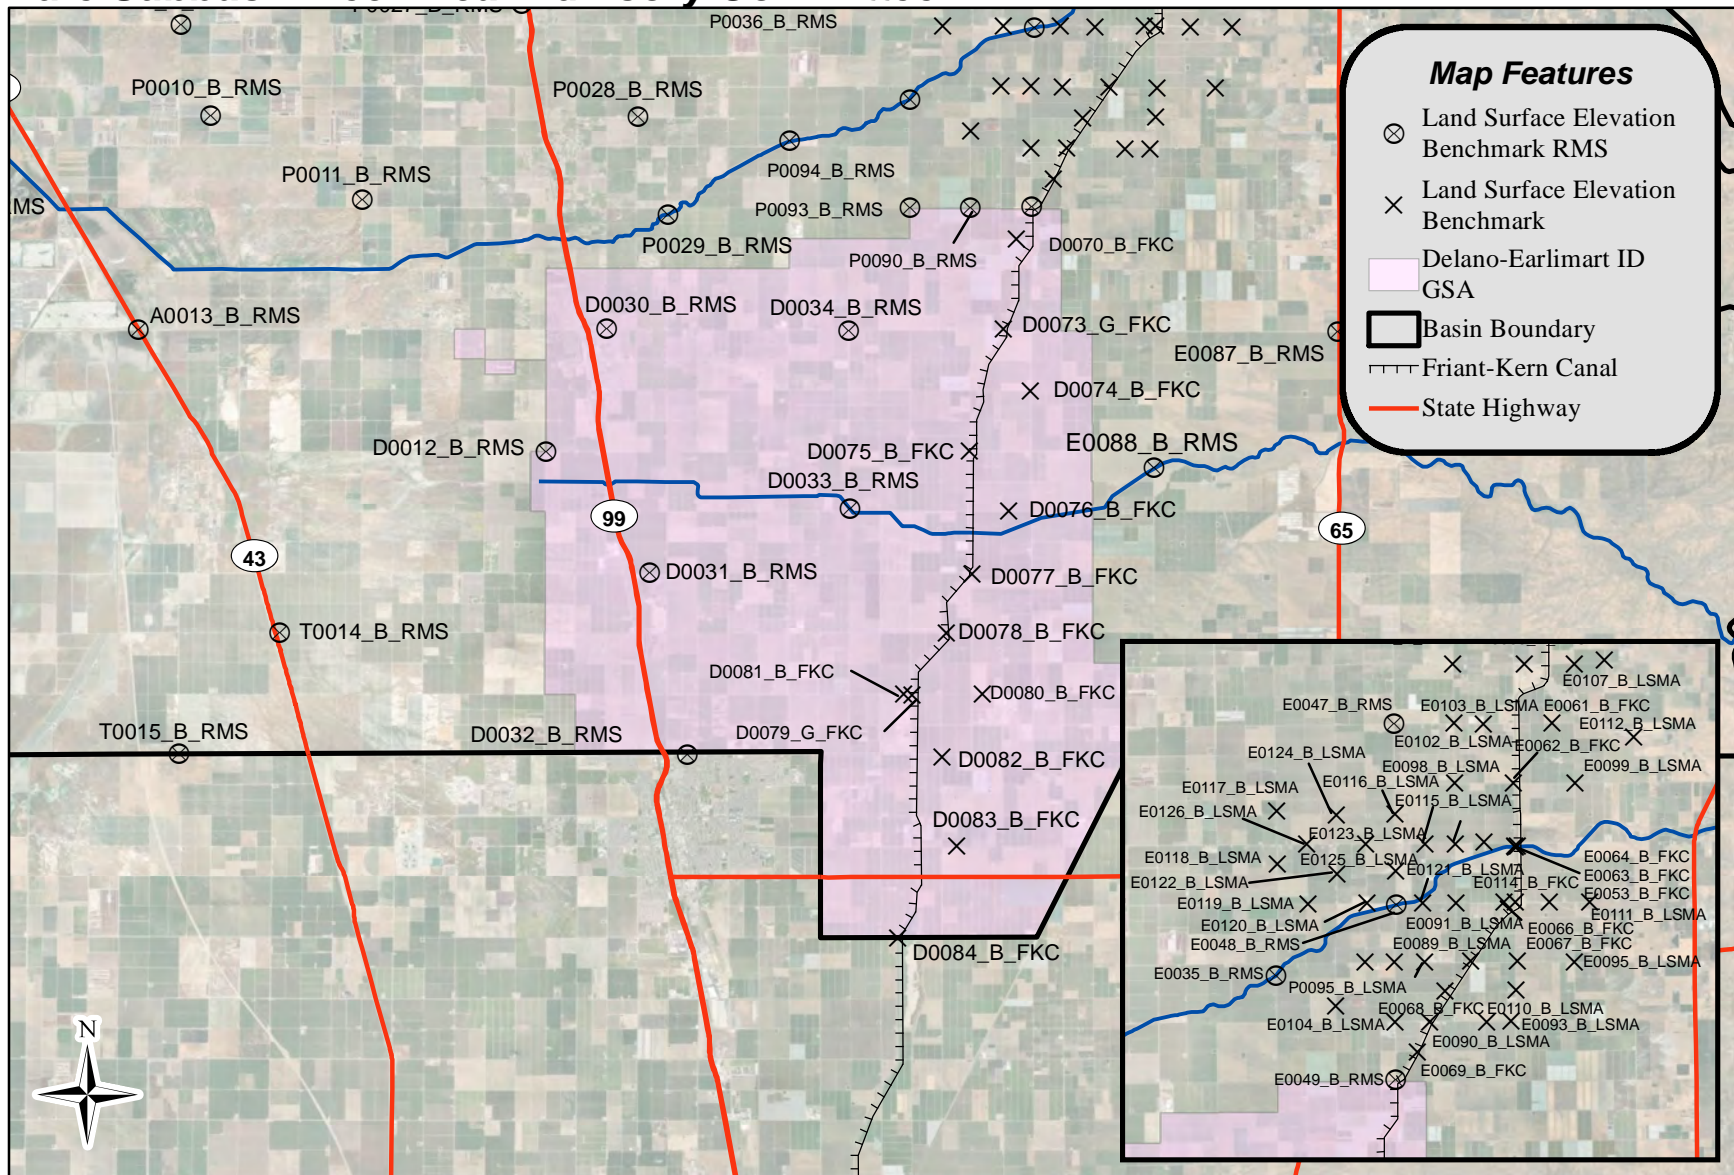 P0036_B_RMS
P0010_B_RMS
P0028_B_RMS
P0011_B_RMS
P0094_B_RMS
P0093_B_RMS
P0029_B_RMS
P0090_B_RMS
D0070_B_FKC
A0013_B_RMS
D0030_B_RMS
D0034_B_RMS
D0073_G_FKC
E0087_B_RMS
D0074_B_FKC
D0012_B_RMS
D0075_B_FKC
E0088_B_RMS
D0033_B_RMS
D0076_B_FKC
99
65
43
D0031_B_RMS
D0077_B_FKC
T0014_B_RMS
D0078_B_FKC
D0081_B_FKC
D0080_B_FKC
T0015_B_RMS
D0032_B_RMS
D0079_G_FKC
D0082_B_FKC
D0083_B_FKC
D0084_B_FKC
N
Map Features
Land Surface Elevation
Benchmark RMS
Land Surface Elevation
Benchmark
Delano-Earlimart ID
GSA
Basin Boundary
Friant-Kern Canal
State Highway
E0107_B_LSMA
E0047_B_RMS
E0103_B_LSMA
E0061_B_FKC
E0112_B_LSMA
E0102_B_LSMA
E0062_B_FKC
E0124_B_LSMA
E0098_B_LSMA
E0099_B_LSMA
E0117_B_LSMA
E0116_B_LSMA
E0115_B_LSMA
E0126_B_LSMA
E0123_B_LSMA
E0118_B_LSMA
E0125_B_LSMA
E0064_B_FKC
E0121_B_LSMA
E0063_B_FKC
E0122_B_LSMA
E0114_B_FKC
E0053_B_FKC
E0119_B_LSMA
E0111_B_LSMA
E0120_B_LSMA
E0091_B_LSMA
E0066_B_FKC
E0048_B_RMS
E0089_B_LSMA
E0067_B_FKC
E0095_B_LSMA
E0035_B_RMS
P0095_B_LSMA
E0068_B_FKC
E0110_B_LSMA
E0104_B_LSMA
E0093_B_LSMA
E0090_B_LSMA
E0069_B_FKC
E0049_B_RMS